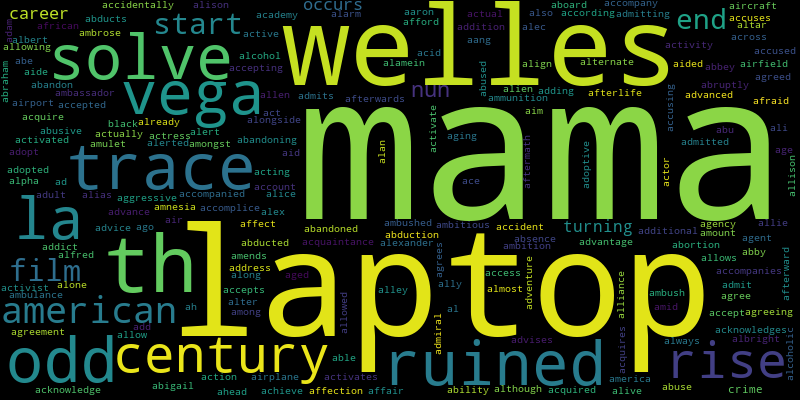 career accidentally alison occurs aaron aboard accompany aircraft
abducts african academy alarm afford according admitting accuses altar
adam ambrose start welles actual also end
albert active addition alec across
allowing solve alcohol aang align alternate activity accused
abe alamein acid aided abbey airfield
aide accepting abused alien adding abruptly agreed
abraham abandon vega allen nun afterlife
ambassador admits afterwards ammunition advanced afraid
airport accepted act aim accusing abu
acquire black already alongside mama
abusive actually actress alert activate aging admitted ali
activated amulet alerted amongst abandoning alan aftermath adoptive age
adopt trace aid actor allison
adopted acting account ace
alpha ad adult alias aggressive accompanied alice
la advance amnesia accomplice alex ambushed ambitious accident turning additional agency allie
advice ago air affect abandoned abduction absence ambition amount agent
addict alfred th abducted acquaintance alexander agrees advantage abortion abby
film amends laptop access allows afterward
activist alone address along aged ally almost adventure alliance accompanies
ambulance accepts alley ambush admit
american ah alter allowed al amid agree
among admiral accept agreeing
agreement add allow able advises acquires always acknowledges albright
odd century ruined rise alcoholic
action airplane activates america
acknowledge abigail ahead achieve affection affair ability although acquired alive abuse crime